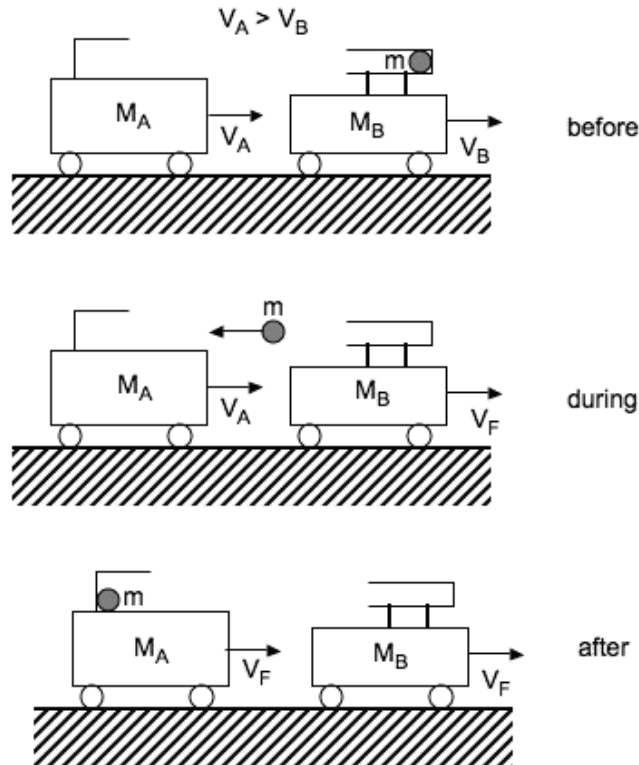 V_A > V_B
m
M_A
V_A
M_B
V_B
before
m
M_A
V_A
M_B
V_F
during
m
M_A
V_F
M_B
V_F
after